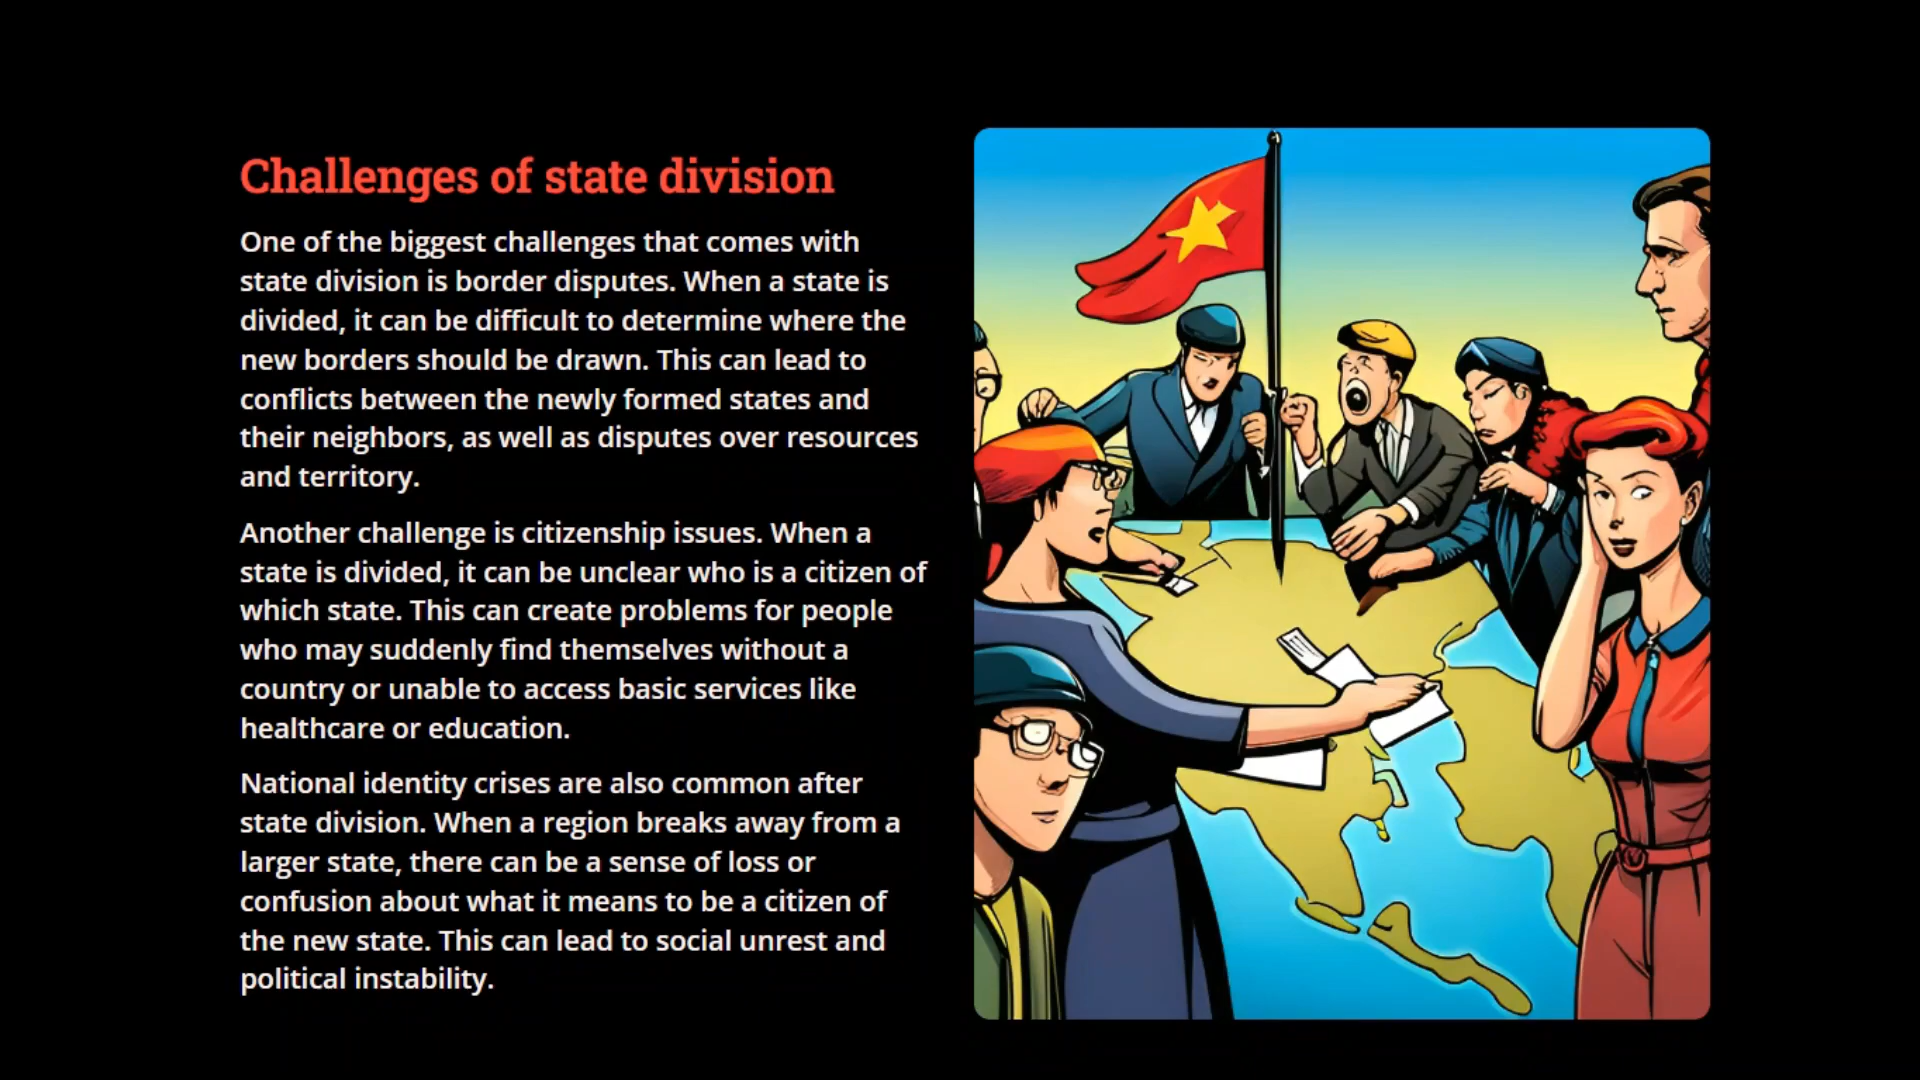 Challenges of state division
One of the biggest challenges that comes with
state division is border disputes. When a state is
divided, it can be difficult to determine where the
new borders should be drawn. This can lead to
conflicts between the newly formed states and
their neighbors, as well as disputes over resources
and territory.
Another challenge is citizenship issues. When a
state is divided, it can be unclear who is a citizen of
which state. This can create problems for people
who may suddenly find themselves without a
country or unable to access basic services like
healthcare or education.
National identity crises are also common after
state division. When a region breaks away from a
larger state, there can be a sense of loss or
confusion about what it means to be a citizen of
the new state. This can lead to social unrest and
political instability.